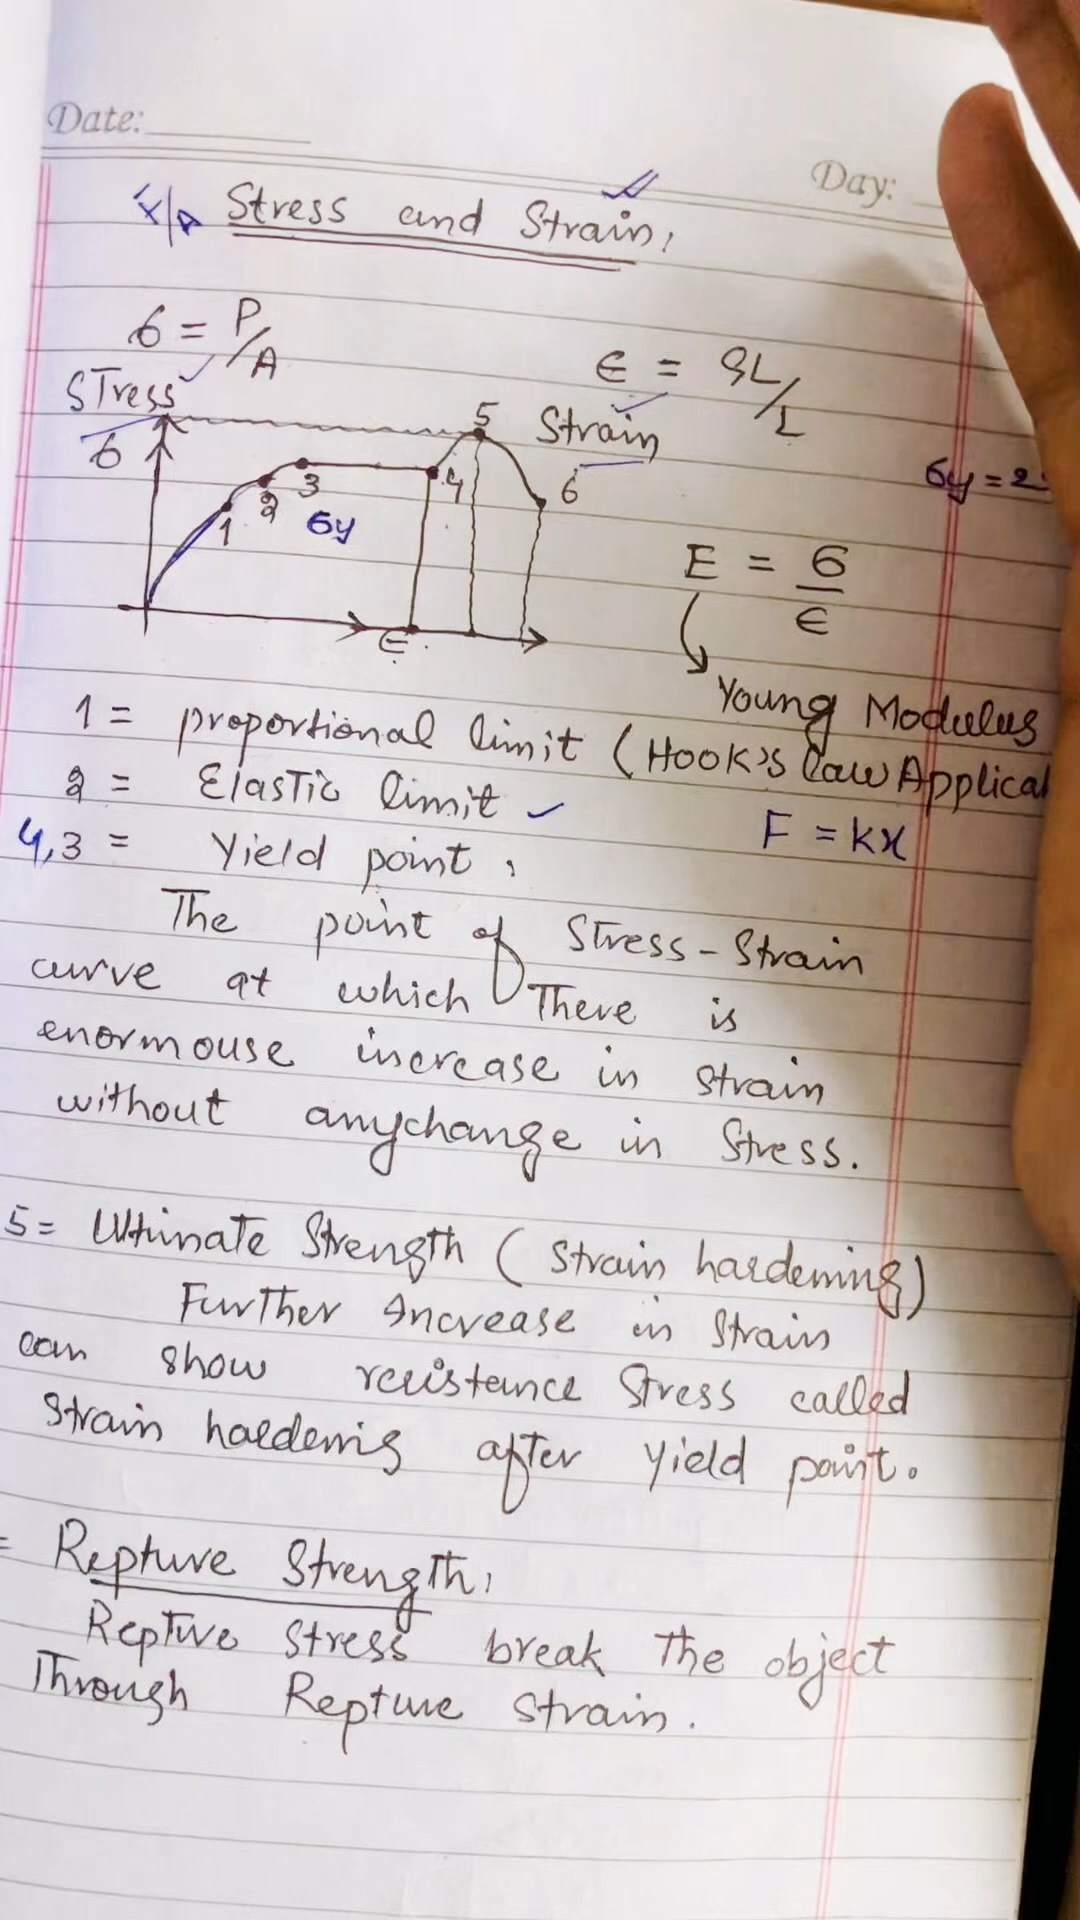 Date:
Day:
F/A Stress and Strain,
σ = P/A
ϵ = δL/L
STress
σ
5
Strain
6
4
3
2
1
σy
σy = 2
E = σ/ϵ
ϵ
Young Modulus
1 = proportional limit (Hook's law Applical
2 = Elastic limit
F = kx
4,3 = Yield point,
The point of Stress-Strain
curve at which There is
enormouse increase in strain
without anychange in Stress.
5 = Ultimate Strength (Strain hardening)
Further Increase in Strain
can show resistance Stress called
Strain hardening after yield point.
= Repture Strength,
Repture Stress break The object
Through Repture Strain.